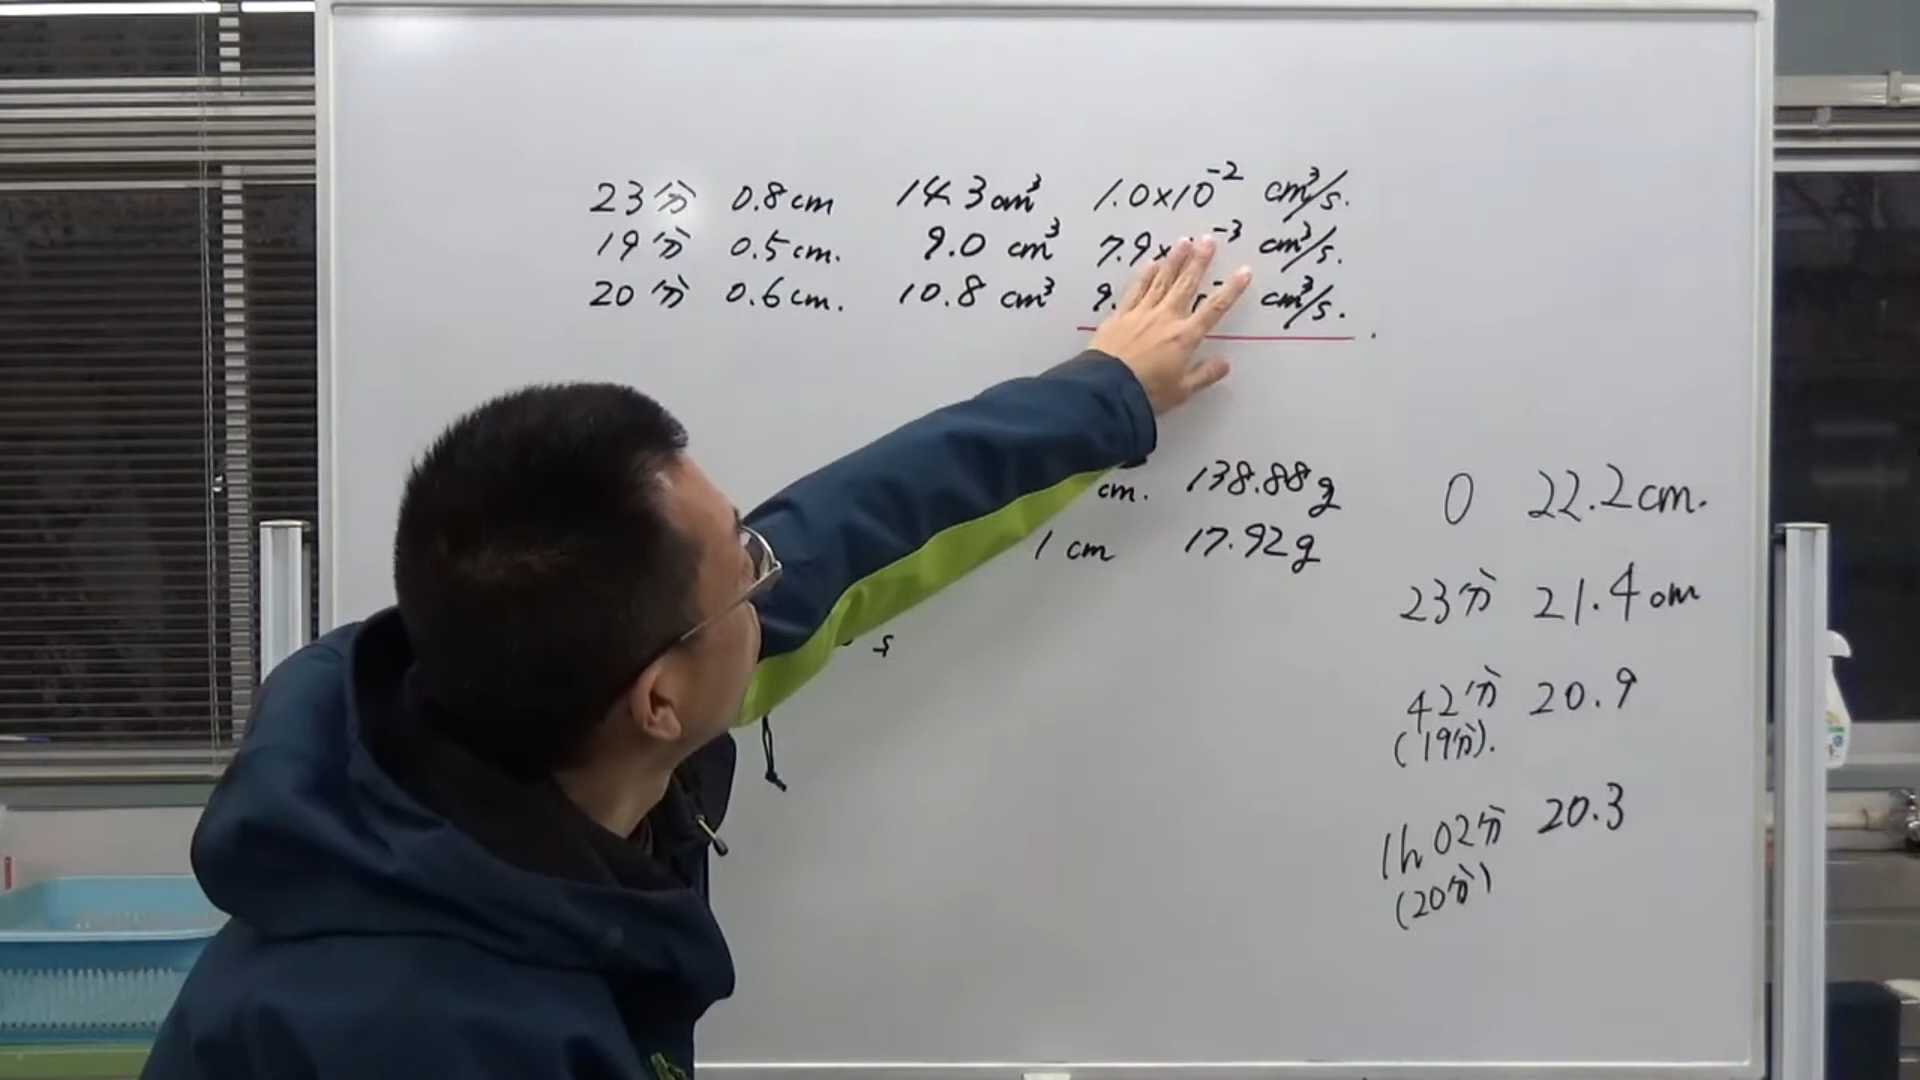 23分 0.8cm 14.3cm³ 1.0×10⁻² cm³/s.
19分 0.5cm. 9.0 cm³ 7.9× ⁻³ cm³/s.
20分 0.6cm. 10.8 cm³ 9. cm³/s.
cm. 138.88g
1cm 17.92g
s
0 22.2cm.
23分 21.4cm
42分 20.9
(19分).
1h02分 20.3
(20分)